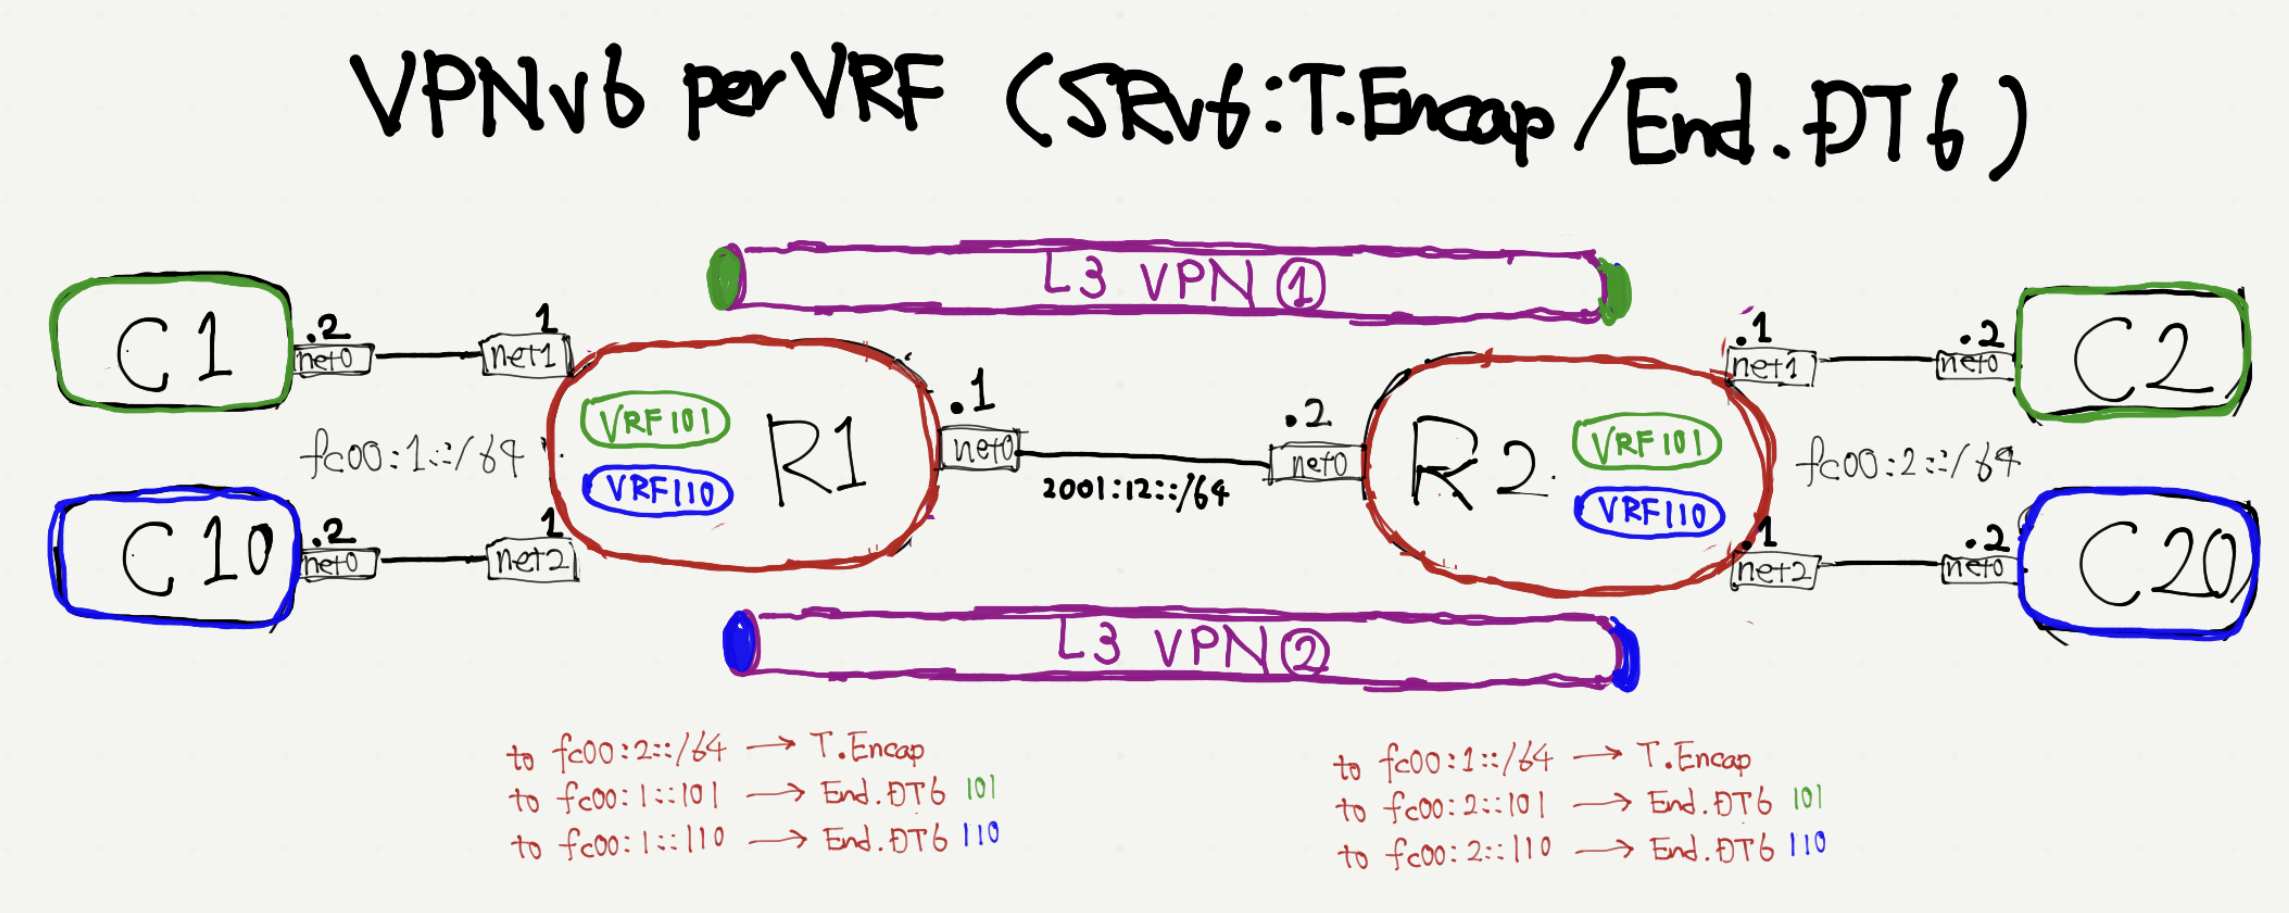 VPNv6 per VRF (SRv6:T.Encap/End.DT6)
L3 VPN ①
C1
.2
net0
1
net1
.1
net1
.2
net0
C2
VRF101
VRF110
R1
.1
net0
2001:12::/64
.2
net0
R2.
VRF101
VRF110
fc00:1::/64
fc00:2::/64
C10
.2
net0
1
net2
.1
net2
.2
net0
C20
L3 VPN②
to fc00:2::/64 → T.Encap
to fc00:1::101 → End.DT6 101
to fc00:1::110 → End.DT6 110
to fc00:1::/64 → T.Encap
to fc00:2::101 → End.DT6 101
to fc00:2::110 → End.DT6 110